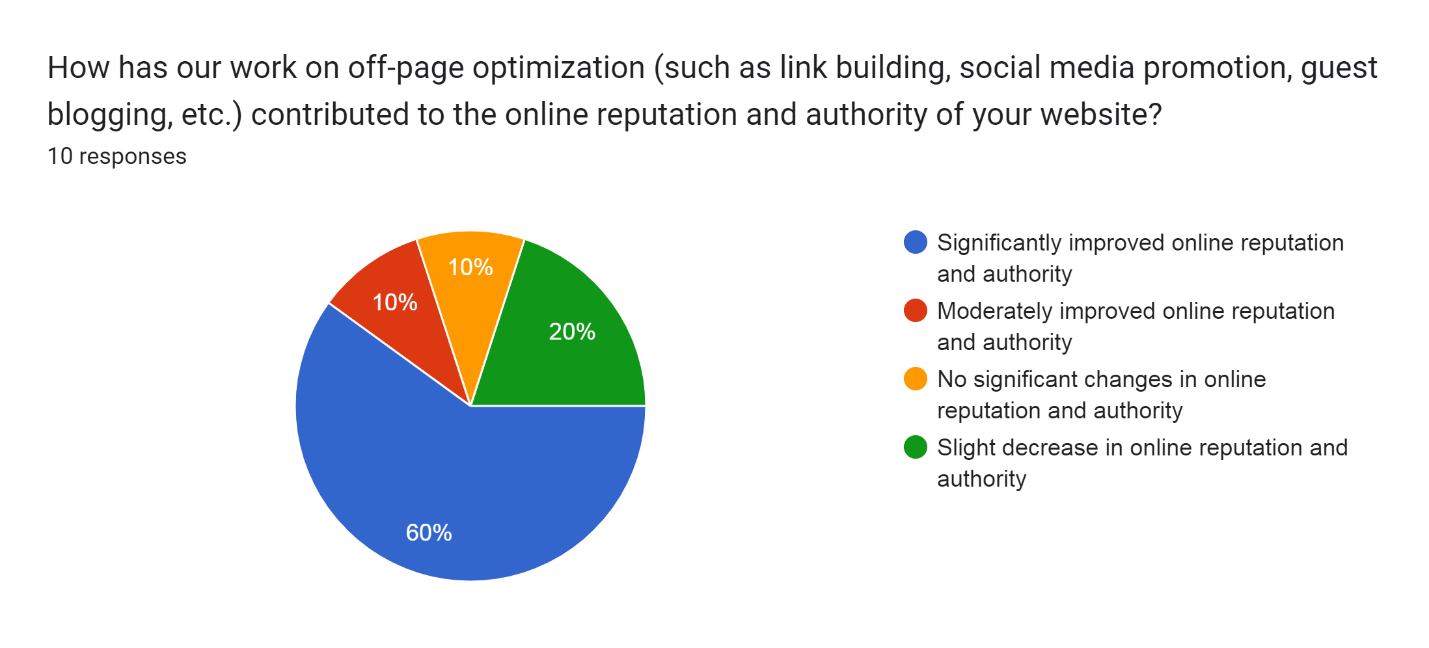 How has our work on off-page optimization (such as link building, social media promotion, guest
blogging, etc.) contributed to the online reputation and authority of your website?
10 responses
10%
10%
20%
60%
Significantly improved online reputation
and authority
Moderately improved online reputation
and authority
No significant changes in online
reputation and authority
Slight decrease in online reputation and
authority